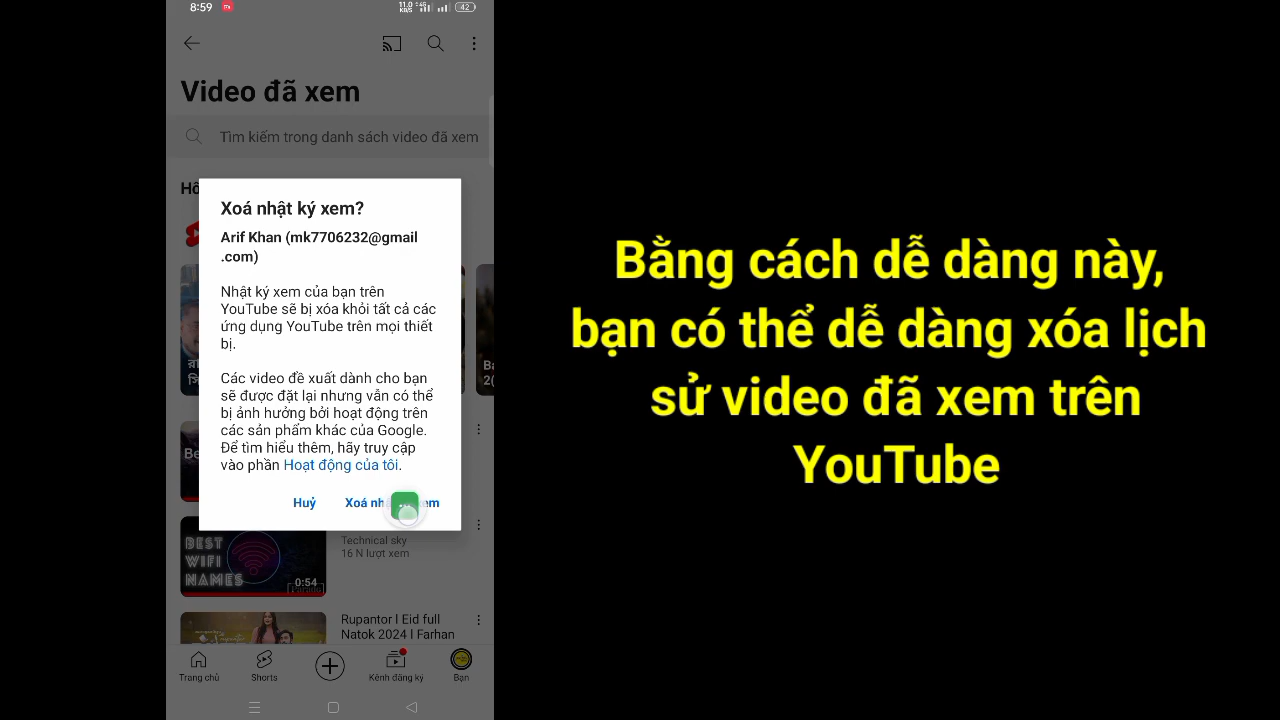 8:59
11.0
KB/S
42
Video đã xem
Tìm kiếm trong danh sách video đã xem
Xoá nhật ký xem?
Arif Khan (mk7706232@gmail
.com)
Nhật ký xem của bạn trên
YouTube sẽ bị xóa khỏi tất cả các
ứng dụng YouTube trên mọi thiết
bị.
Các video đề xuất dành cho bạn
sẽ được đặt lại nhưng vẫn có thể
bị ảnh hưởng bởi hoạt động trên
các sản phẩm khác của Google.
Để tìm hiểu thêm, hãy truy cập
vào phần Hoạt động của tôi.
Huỷ
Xoá
BEST
WIFI
NAMES
0:54
Technical sky
16 N lượt xem
Rupantor l Eid full
Natok 2024 l Farhan
Trang chủ
Shorts
Kênh đăng ký
Bạn
Bằng cách dễ dàng này,
bạn có thể dễ dàng xóa lịch
sử video đã xem trên
YouTube